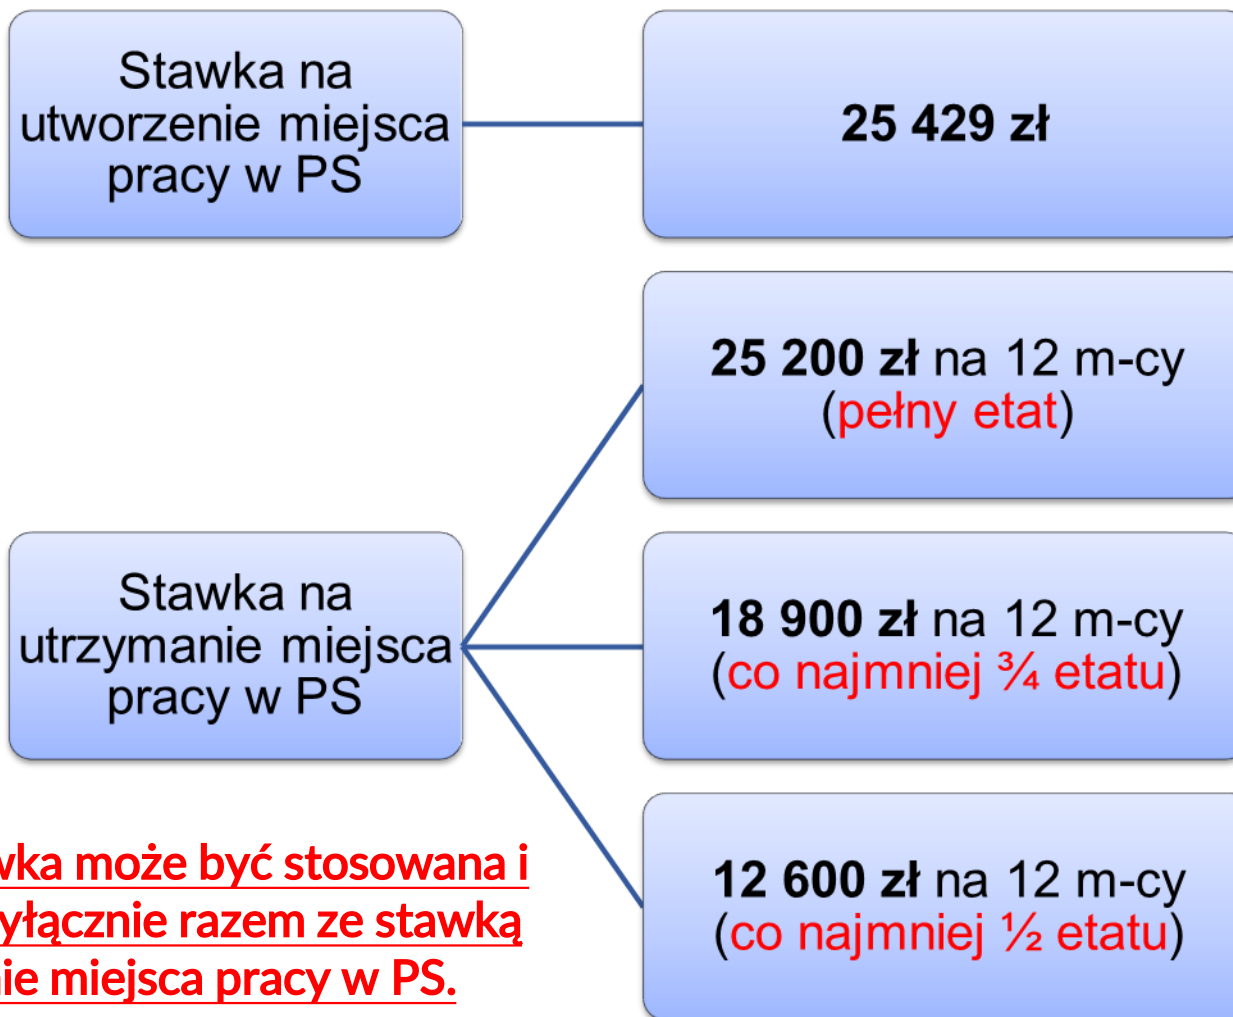 Stawka na
utworzenie miejsca
pracy w PS
25 429 zł
25 200 zł na 12 m-cy
(pełny etat)
Stawka na
utrzymanie miejsca
pracy w PS
18 900 zł na 12 m-cy
(co najmniej ¾ etatu)
12 600 zł na 12 m-cy
(co najmniej ½ etatu)
może być stosowana i
razem ze stawką
miejsca pracy w PS.